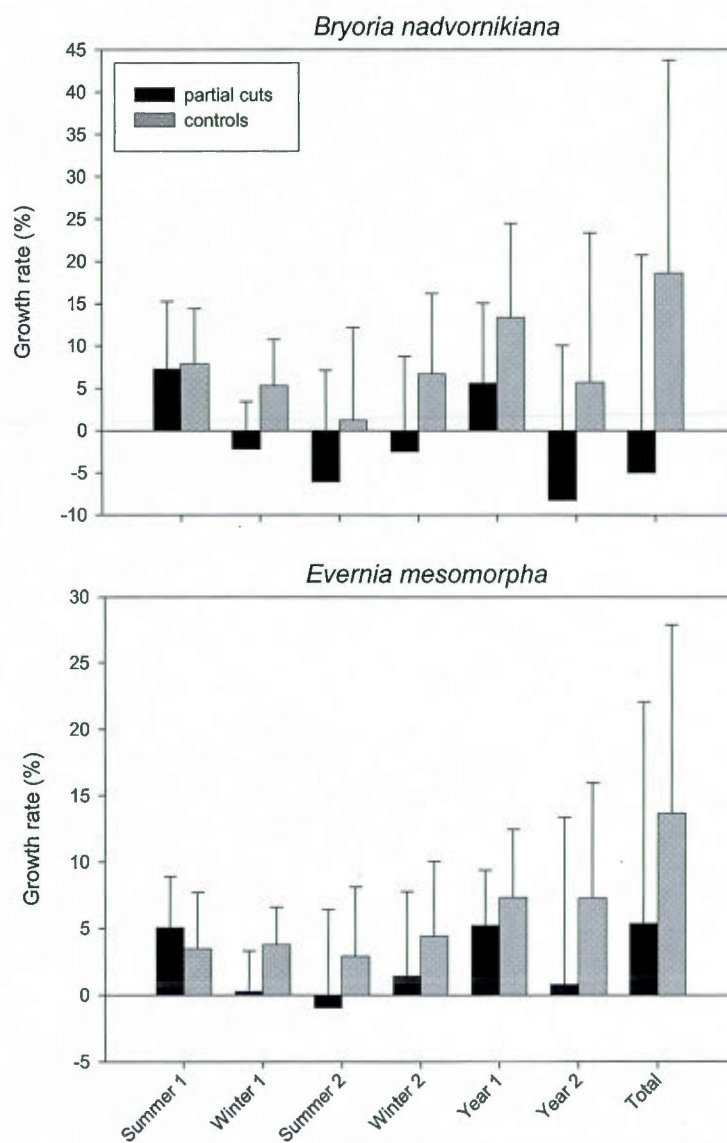 Bryoria nadvornikiana
45
40
35
30
25
20
15
10
5
0
-5
-10
Growth rate (%)
partial cuts
controls
Evernia mesomorpha
30
25
20
15
10
5
0
-5
Growth rate (%)
Summer 1
Winter 1
Summer 2
Winter 2
Year 1
Year 2
Total